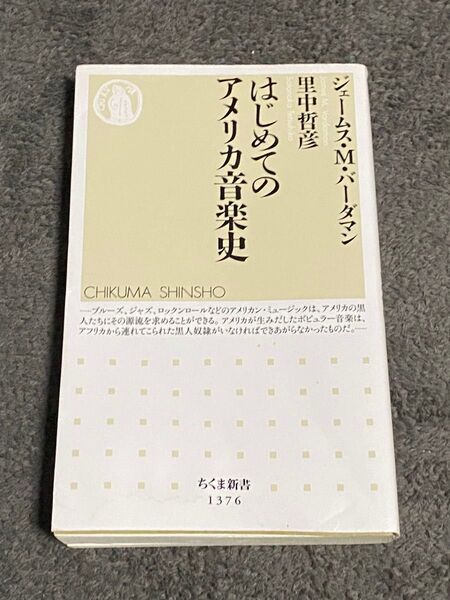 ジェームス・M・バーダマン
James M. Vardaman
里中哲彦
Satonaka Tetsuhiko
はじめての
アメリカ音楽史
CHIKUMA SHINSHO
──ブルーズ、ジャズ、ロックンロールなどのアメリカン・ミュージックは、アメリカの黒
人たちにその源流を求めることができる。アメリカが生みだしたポピュラー音楽は、
アフリカから連れてこられた黒人奴隷がいなければできあがらなかったものだ。──
ちくま新書
1376